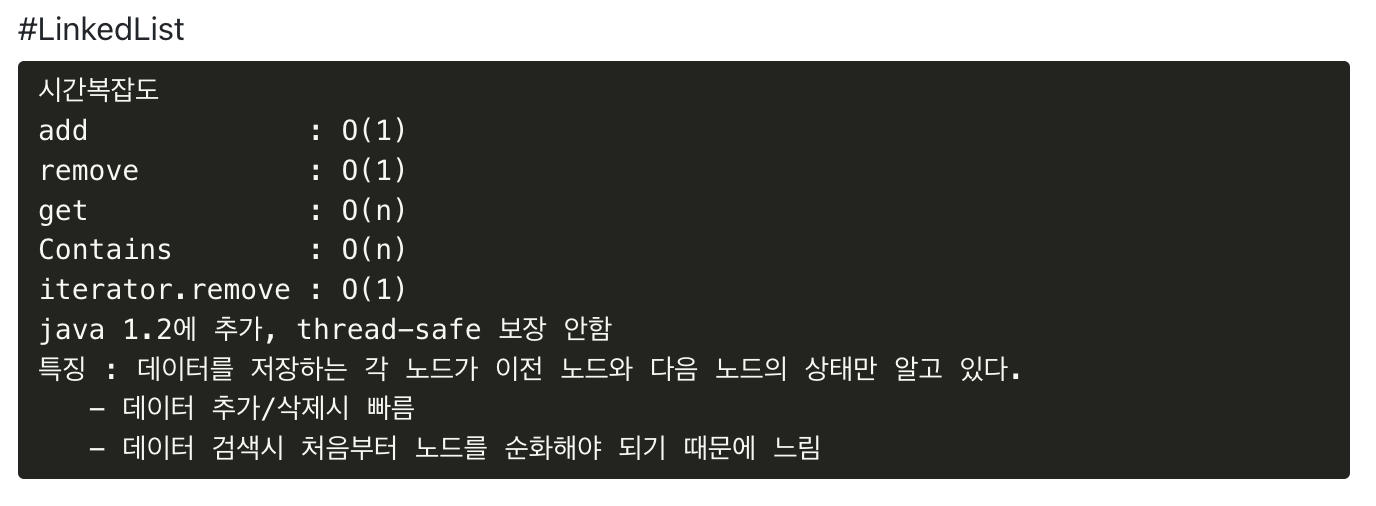 #LinkedList
시간복잡도
add             : O(1)
remove          : O(1)
get             : O(n)
Contains        : O(n)
iterator.remove : O(1)
java 1.2에 추가, thread-safe 보장 안함
특징 : 데이터를 저장하는 각 노드가 이전 노드와 다음 노드의 상태만 알고 있다.
   - 데이터 추가/삭제시 빠름
   - 데이터 검색시 처음부터 노드를 순화해야 되기 때문에 느림